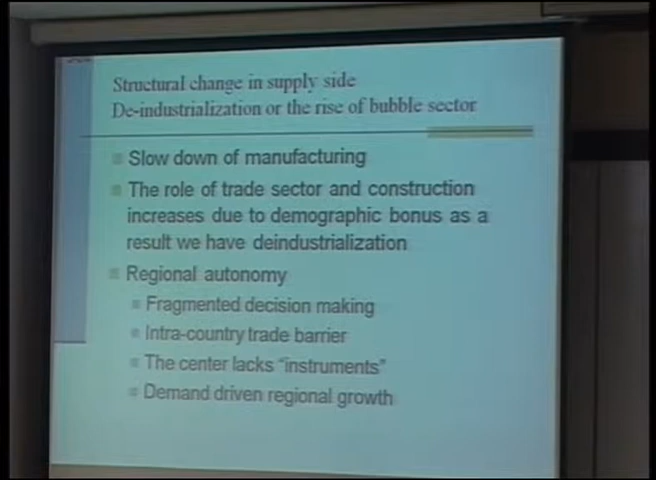 Structural change in supply side
De-industrialization or the rise of bubble sector
Slow down of manufacturing
The role of trade sector and construction
increases due to demographic bonus as a
result we have deindustrialization
Regional autonomy
Fragmented decision making
Intra-country trade barrier
The center lacks "instruments"
Demand driven regional growth